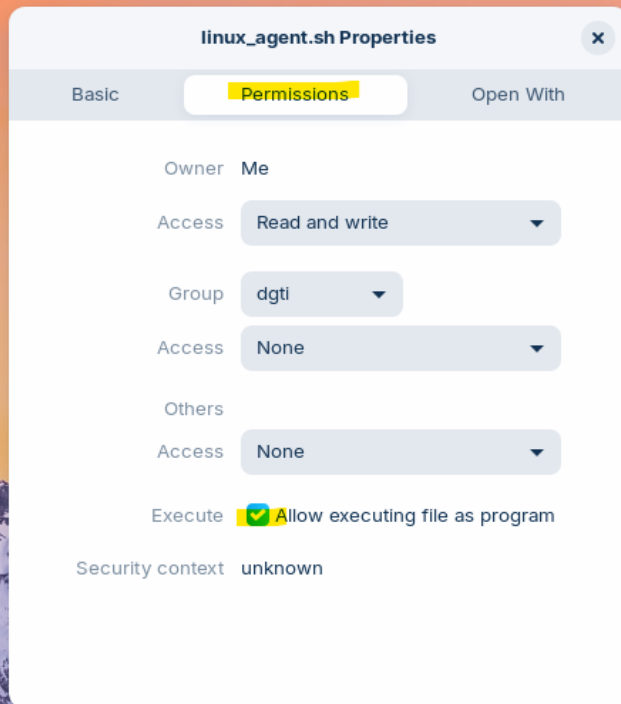 linux_agent.sh Properties
Basic Permissions Open With
Owner Me
Access Read and write
Group dgti
Access None
Others
Access None
Execute Allow executing file as program
Security context unknown